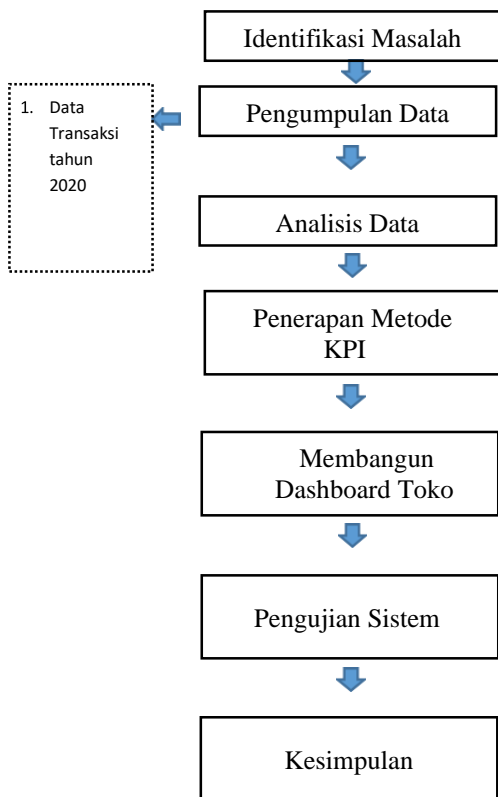 Identifikasi Masalah
Pengumpulan Data
1. Data
Transaksi
tahun
2020
Analisis Data
Penerapan Metode
KPI
Membangun
Dashboard Toko
Pengujian Sistem
Kesimpulan